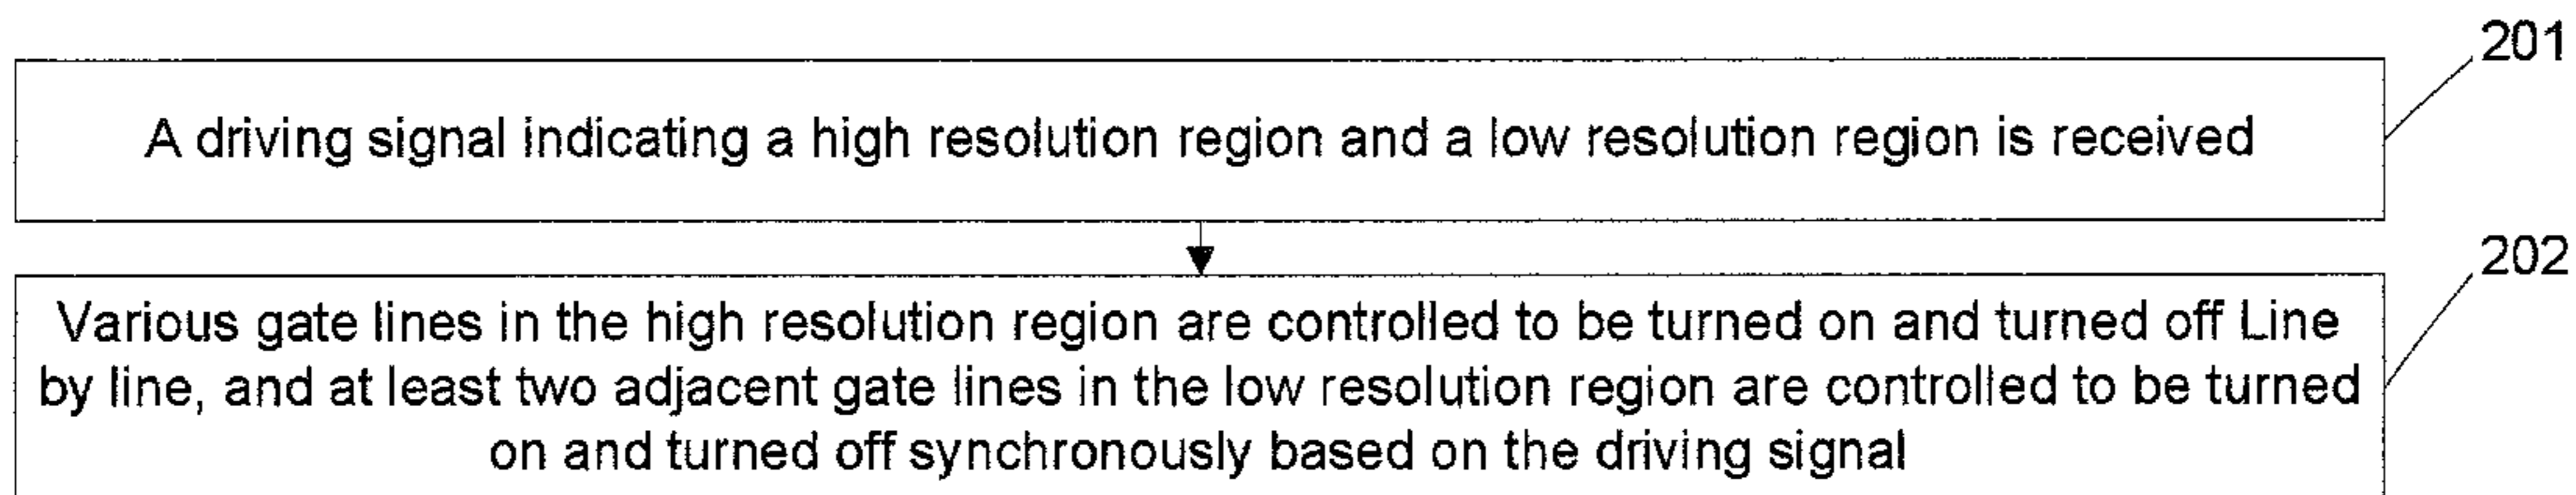 201
A driving signal indicating a high resolution region and a low resolution region is received
202
Various gate lines in the high resolution region are controlled to be turned on and turned off Line
by line, and at least two adjacent gate lines in the low resolution region are controlled to be turned
on and turned off synchronously based on the driving signal